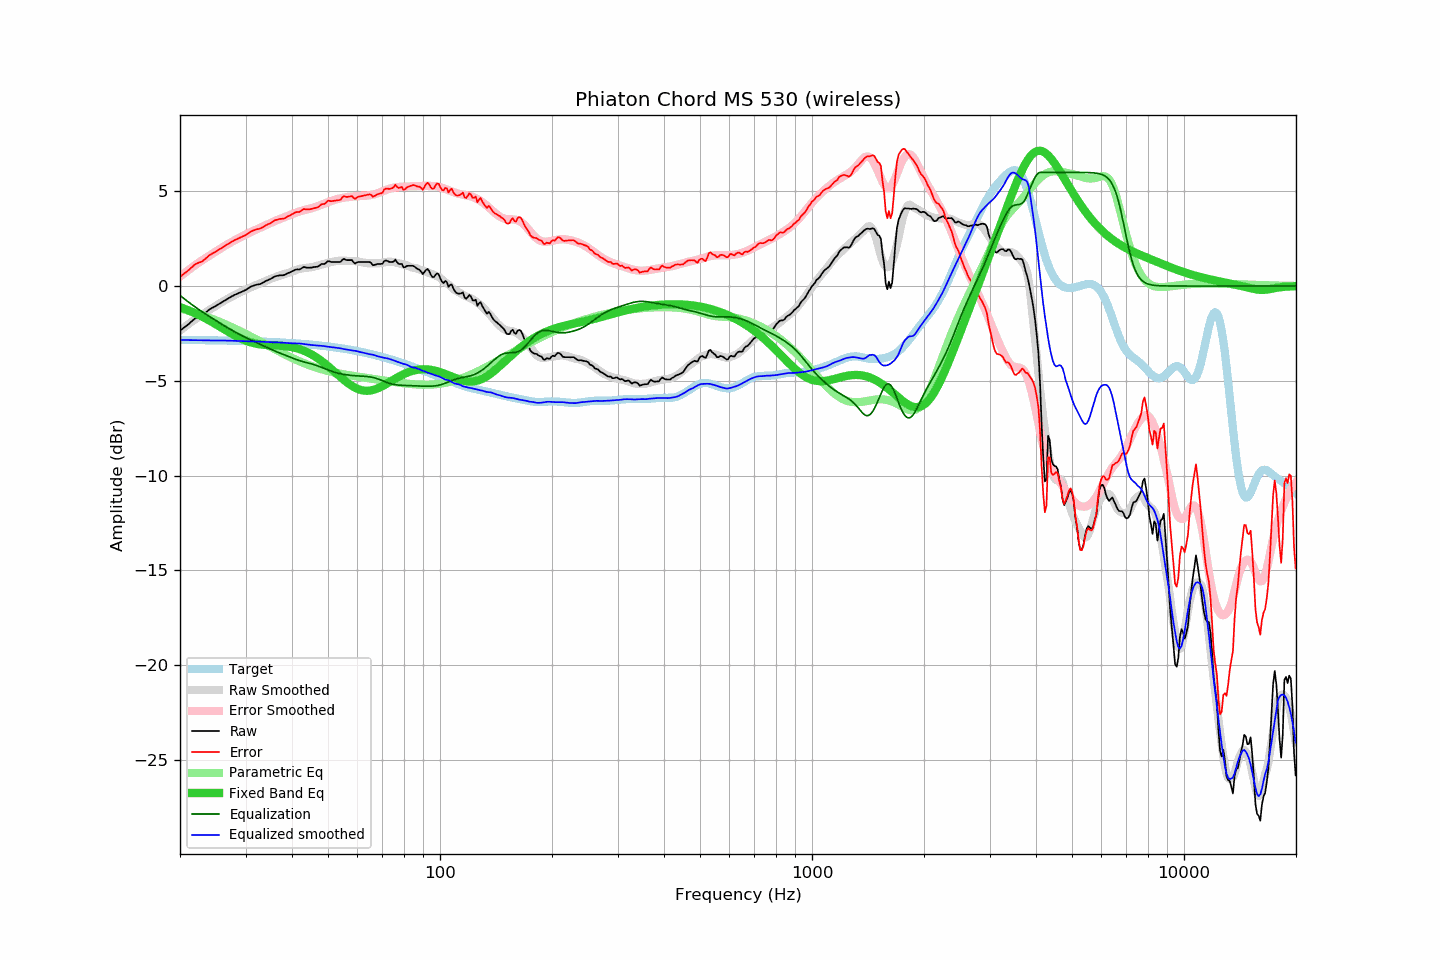 Phiaton Chord MS 530 (wireless)
5
0
−5
−10
−15
−20
−25
Amplitude (dBr)
Target
Raw Smoothed
Error Smoothed
Raw
Error
Parametric Eq
Fixed Band Eq
Equalization
Equalized smoothed
100
1000
10000
Frequency (Hz)